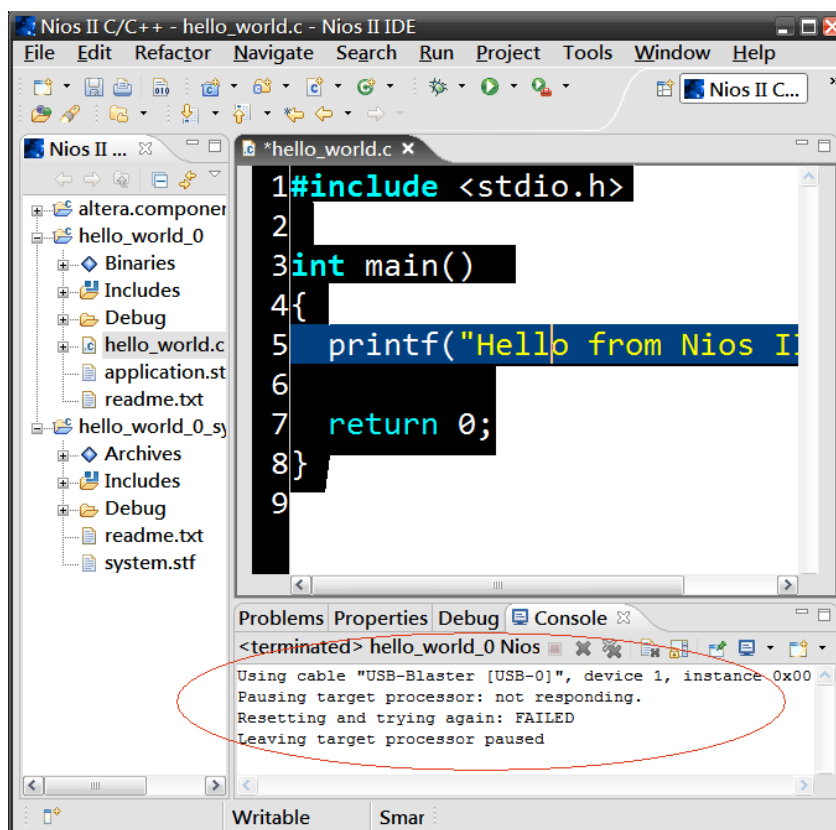 Nios II C/C++ - hello_world.c - Nios II IDE
File Edit Refactor Navigate Search Run Project Tools Window Help
Nios II C...
Nios II ...
altera.componer
hello_world_0
Binaries
Includes
Debug
hello_world.c
application.st
readme.txt
hello_world_0_sy
Archives
Includes
Debug
readme.txt
system.stf
*hello_world.c
1 #include <stdio.h>
2
3 int main()
4 {
5 printf("Hello from Nios II
6
7 return 0;
8 }
9
Problems Properties Debug Console
<terminated> hello_world_0 Nios
Using cable "USB-Blaster [USB-0]", device 1, instance 0x00
Pausing target processor: not responding.
Resetting and trying again: FAILED
Leaving target processor paused
Writable Smar